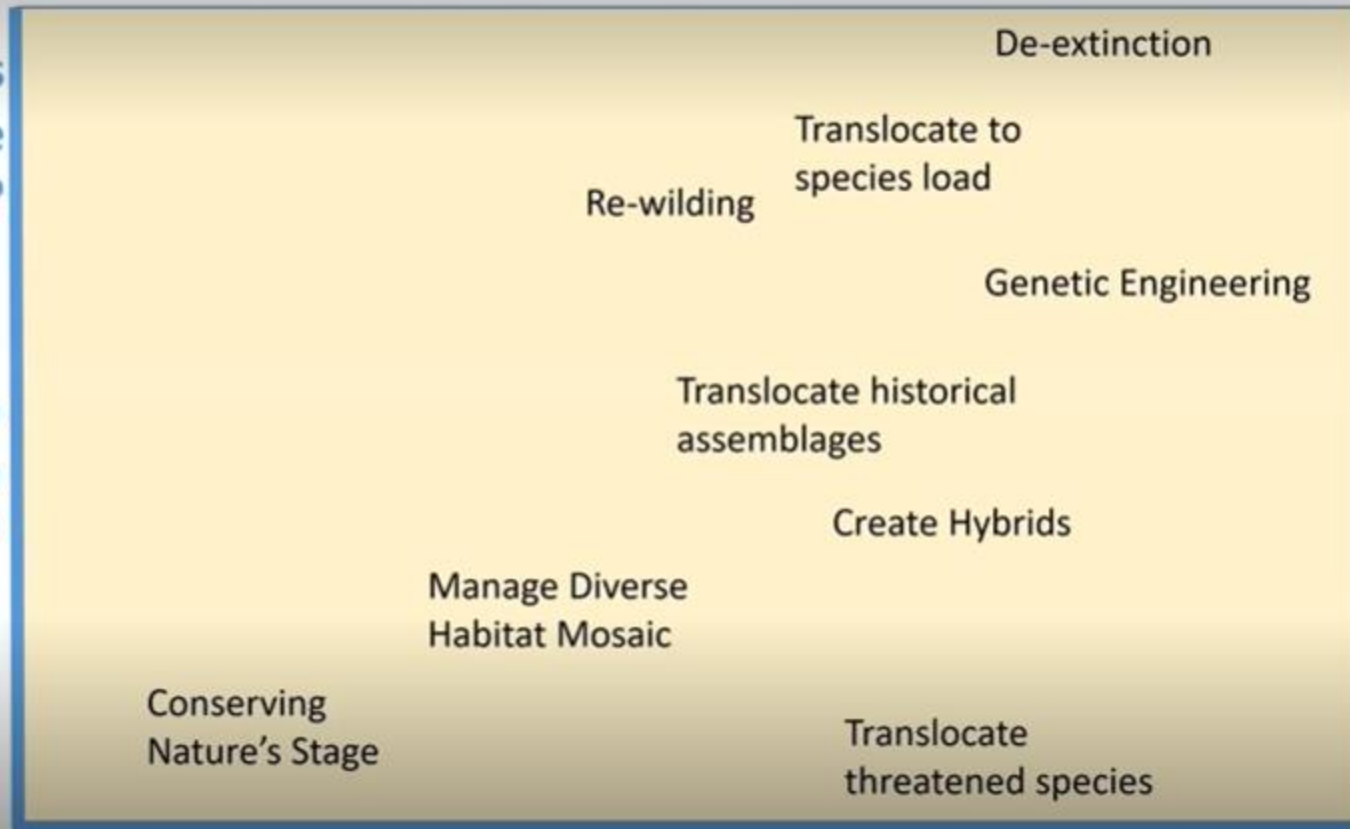 De-extinction
Translocate to
species load
Re-wilding
Genetic Engineering
Translocate historical
assemblages
Create Hybrids
Manage Diverse
Habitat Mosaic
Conserving
Nature’s Stage
Translocate
threatened species